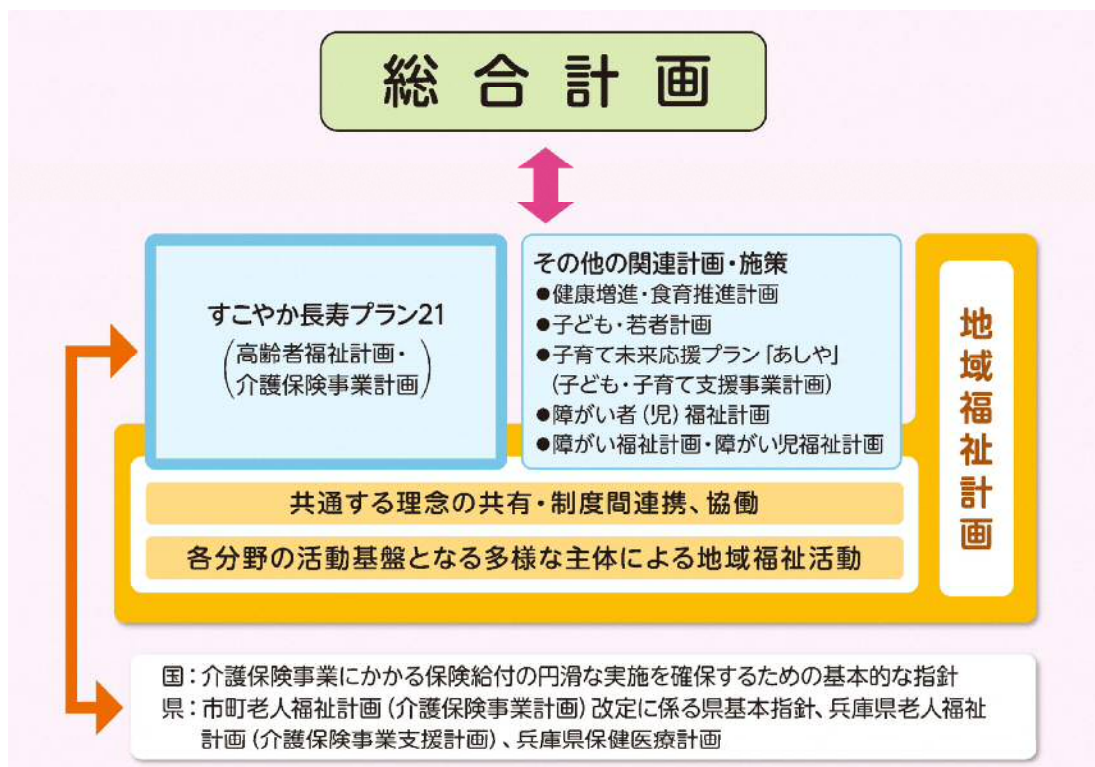 総合計画
すこやか長寿プラン21
(高齢者福祉計画・
介護保険事業計画)
その他の関連計画・施策
●健康増進・食育推進計画
●子ども・若者計画
●子育て未来応援プラン「あしや」
(子ども・子育て支援事業計画)
●障がい者(児)福祉計画
●障がい福祉計画・障がい児福祉計画
地域福祉計画
共通する理念の共有・制度間連携、協働
各分野の活動基盤となる多様な主体による地域福祉活動
国:介護保険事業にかかる保険給付の円滑な実施を確保するための基本的な指針
県:市町老人福祉計画(介護保険事業計画)改定に係る県基本指針、兵庫県老人福祉
計画(介護保険事業支援計画)、兵庫県保健医療計画